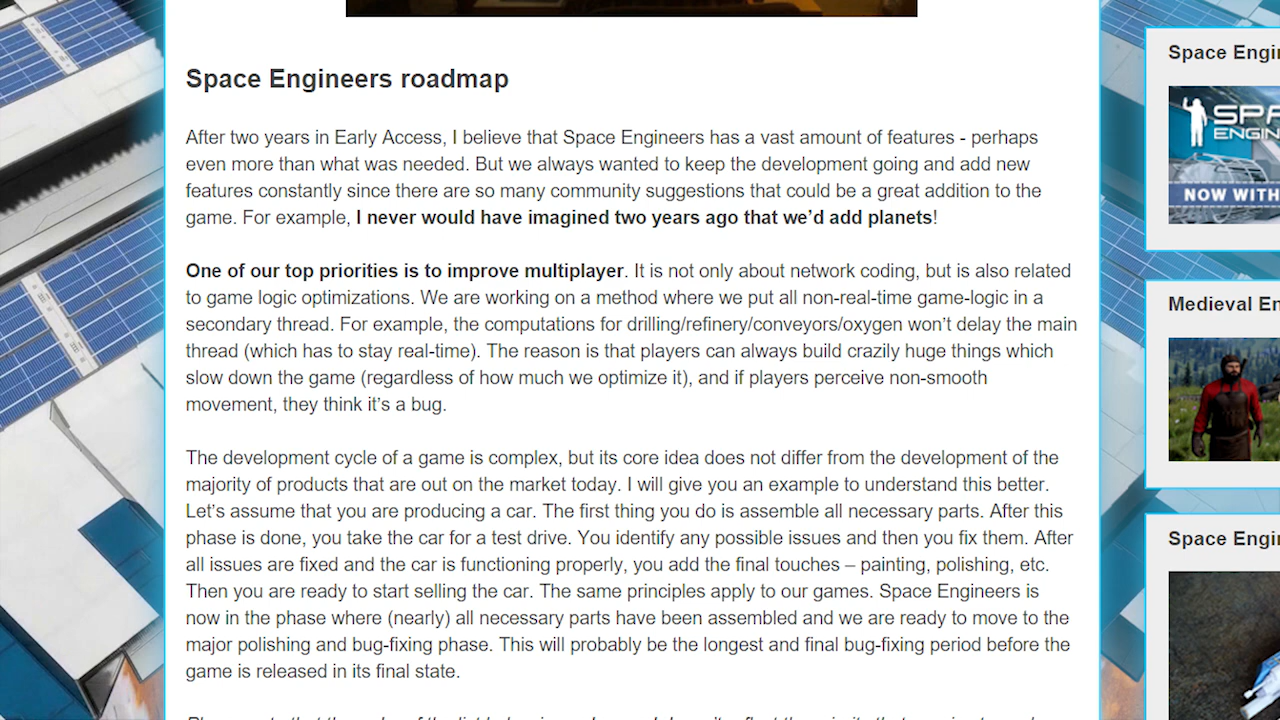 Space Engineers roadmap
After two years in Early Access, I believe that Space Engineers has a vast amount of features - perhaps
even more than what was needed. But we always wanted to keep the development going and add new
features constantly since there are so many community suggestions that could be a great addition to the
game. For example, I never would have imagined two years ago that we’d add planets!
One of our top priorities is to improve multiplayer. It is not only about network coding, but is also related
to game logic optimizations. We are working on a method where we put all non-real-time game-logic in a
secondary thread. For example, the computations for drilling/refinery/conveyors/oxygen won’t delay the main
thread (which has to stay real-time). The reason is that players can always build crazily huge things which
slow down the game (regardless of how much we optimize it), and if players perceive non-smooth
movement, they think it’s a bug.
The development cycle of a game is complex, but its core idea does not differ from the development of the
majority of products that are out on the market today. I will give you an example to understand this better.
Let’s assume that you are producing a car. The first thing you do is assemble all necessary parts. After this
phase is done, you take the car for a test drive. You identify any possible issues and then you fix them. After
all issues are fixed and the car is functioning properly, you add the final touches – painting, polishing, etc.
Then you are ready to start selling the car. The same principles apply to our games. Space Engineers is
now in the phase where (nearly) all necessary parts have been assembled and we are ready to move to the
major polishing and bug-fixing phase. This will probably be the longest and final bug-fixing period before the
game is released in its final state.
Space Engi
SPA
ENGIN
NOW WITH
Medieval En
Space Engi